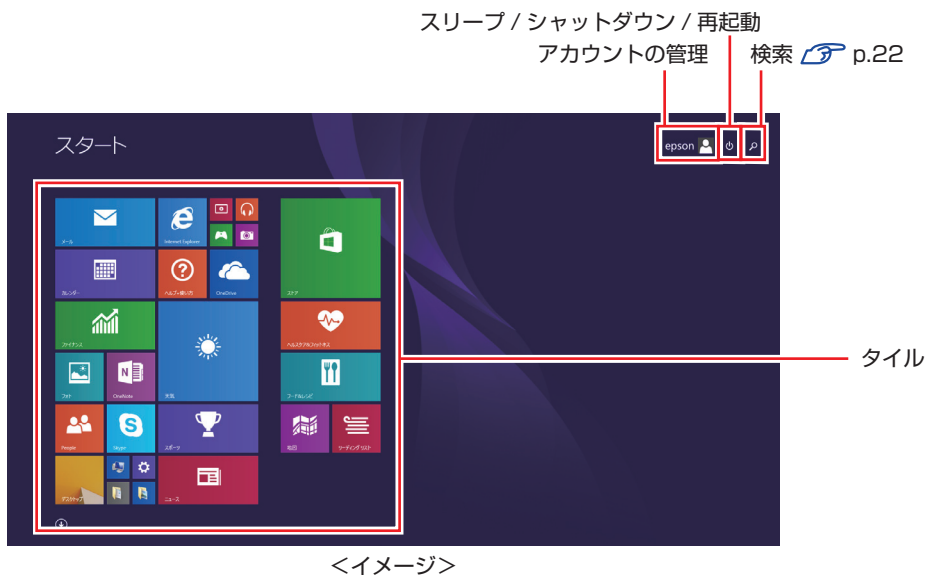 スリープ / シャットダウン / 再起動
アカウントの管理
検索 p.22
スタート
epson
メール
Internet Explorer
カレンダー
ヘルプ+使い方
OneDrive
ストア
ファイナンス
天気
ヘルスケア&フィットネス
フォト
OneNote
フード&レシピ
People
Skype
スポーツ
地図
リーディング リスト
デスクトップ
ニュース
タイル
<イメージ>